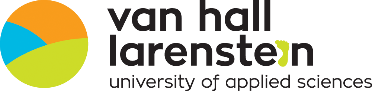 van hall
larenstein
university of applied sciences